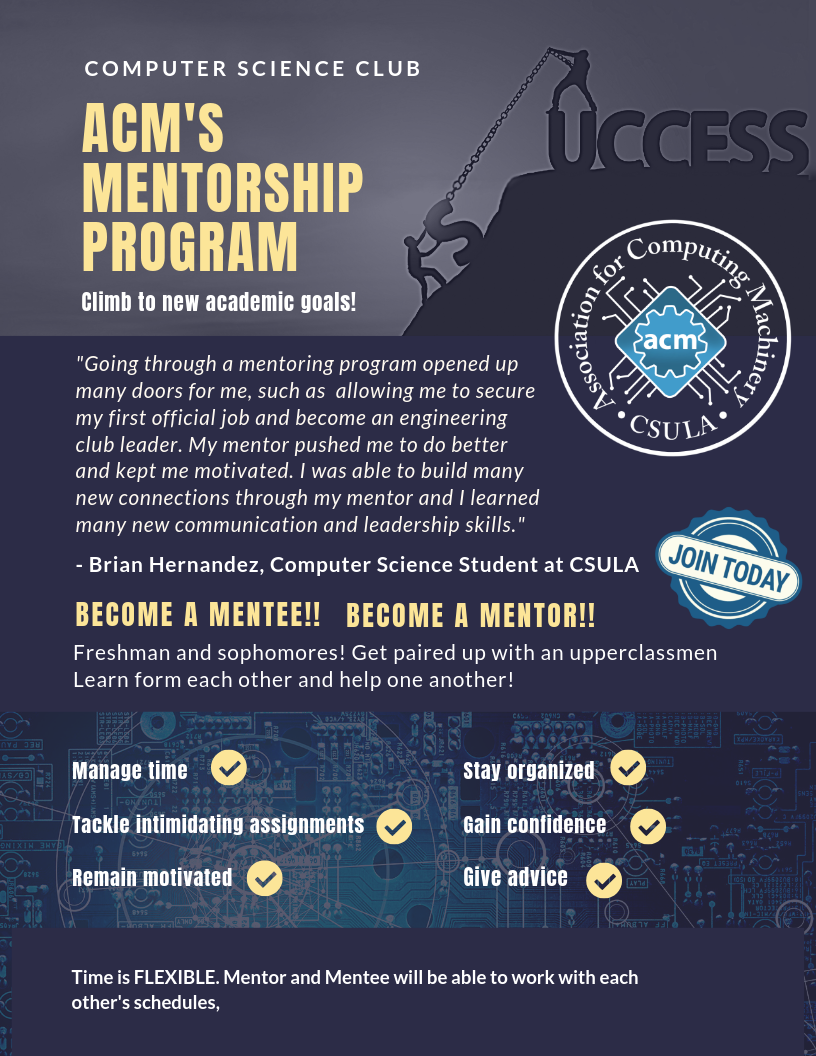 COMPUTER SCIENCE CLUB
ACM'S
MENTORSHIP
PROGRAM
Climb to new academic goals!
UCCESS
S
Association for Computing Machinery
acm
• CSULA •
"Going through a mentoring program opened up
many doors for me, such as  allowing me to secure
my first official job and become an engineering
club leader. My mentor pushed me to do better
and kept me motivated. I was able to build many
new connections through my mentor and I learned
many new communication and leadership skills."
- Brian Hernandez, Computer Science Student at CSULA
JOIN TODAY
BECOME A MENTEE!! BECOME A MENTOR!!
Freshman and sophomores! Get paired up with an upperclassmen
Learn form each other and help one another!
Manage time
Stay organized
Tackle intimidating assignments
Gain confidence
Remain motivated
Give advice
Time is FLEXIBLE. Mentor and Mentee will be able to work with each
other's schedules,